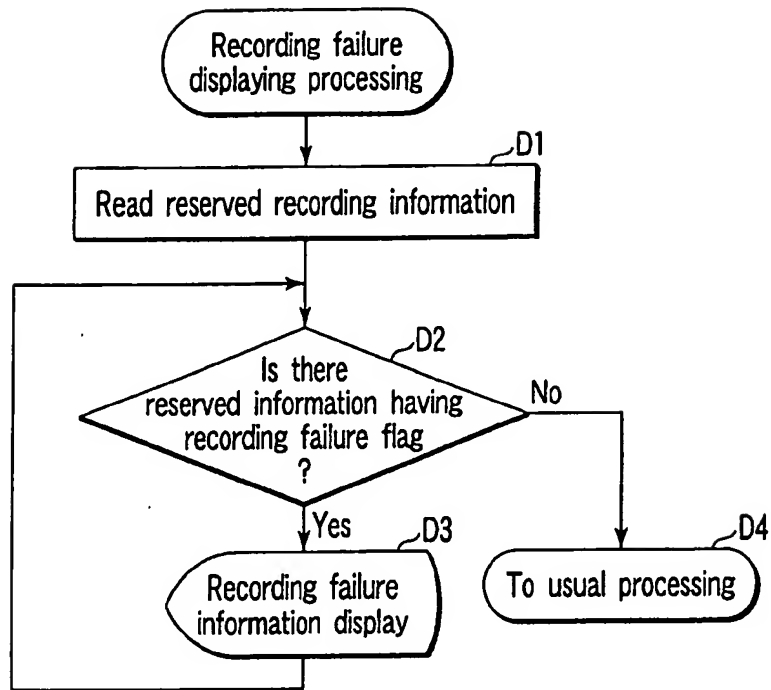 Recording failure
displaying processing
D1
Read reserved recording information
D2
Is there
reserved information having
recording failure flag
?
No
Yes
D3
Recording failure
information display
D4
To usual processing